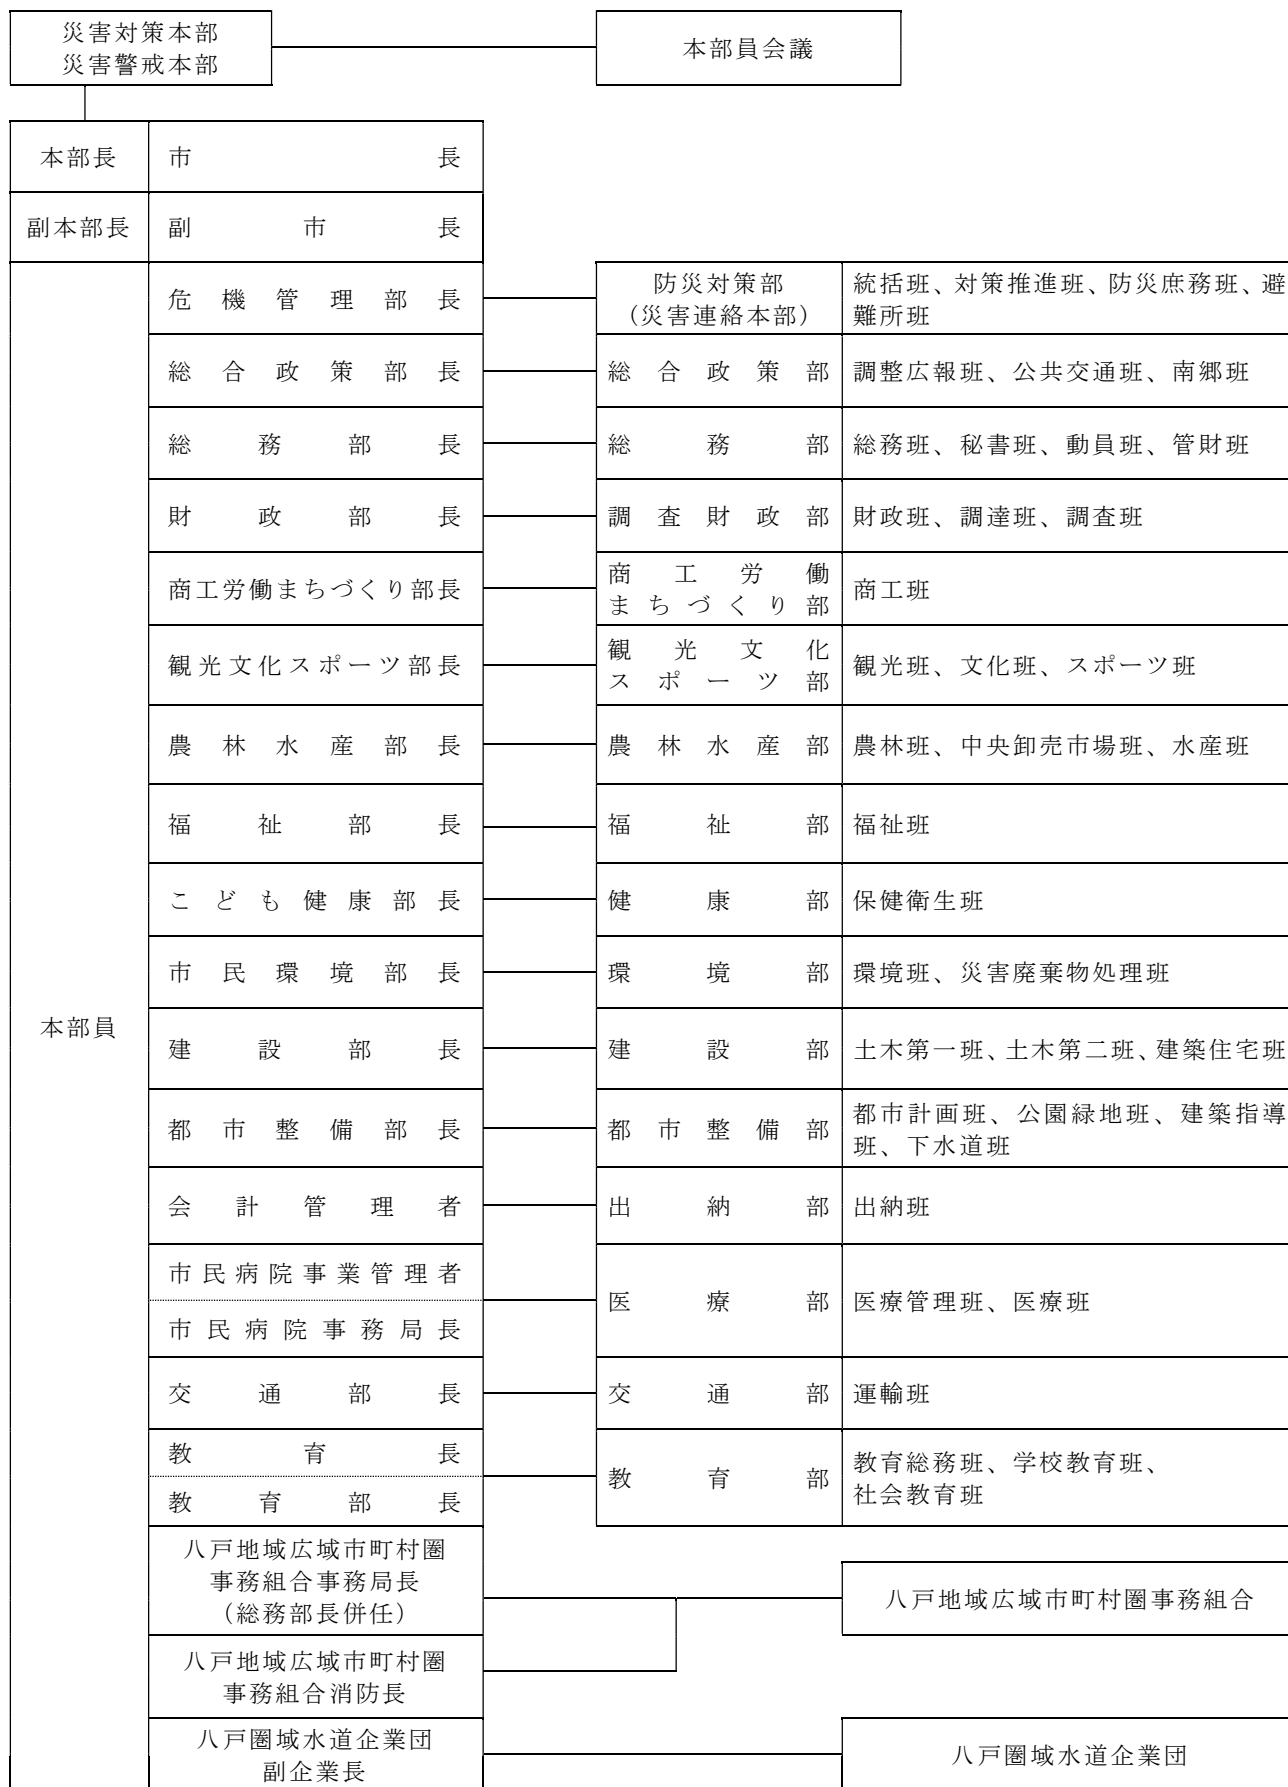 災害対策本部
災害警戒本部
本部員会議
本部長
市長
副本部長
副市長
本部員
危機管理部長
防災対策部
（災害連絡本部）
統括班、対策推進班、防災庶務班、避
難所班
総合政策部長
総合政策部
調整広報班、公共交通班、南郷班
総務部長
総務部
総務班、秘書班、動員班、管財班
財政部長
調査財政部
財政班、調達班、調査班
商工労働まちづくり部長
商工労働
まちづくり部
商工班
観光文化スポーツ部長
観光文化
スポーツ部
観光班、文化班、スポーツ班
農林水産部長
農林水産部
農林班、中央卸売市場班、水産班
福祉部長
福祉部
福祉班
こども健康部長
健康部
保健衛生班
市民環境部長
環境部
環境班、災害廃棄物処理班
建設部長
建設部
土木第一班、土木第二班、建築住宅班
都市整備部長
都市整備部
都市計画班、公園緑地班、建築指導
班、下水道班
会計管理者
出納部
出納班
市民病院事業管理者
市民病院事務局長
医療部
医療管理班、医療班
交通部長
交通部
運輸班
教育長
教育部長
教育部
教育総務班、学校教育班、
社会教育班
八戸地域広域市町村圏
事務組合事務局長
（総務部長併任）
八戸地域広域市町村圏事務組合
八戸地域広域市町村圏
事務組合消防長
八戸圏域水道企業団
副企業長
八戸圏域水道企業団